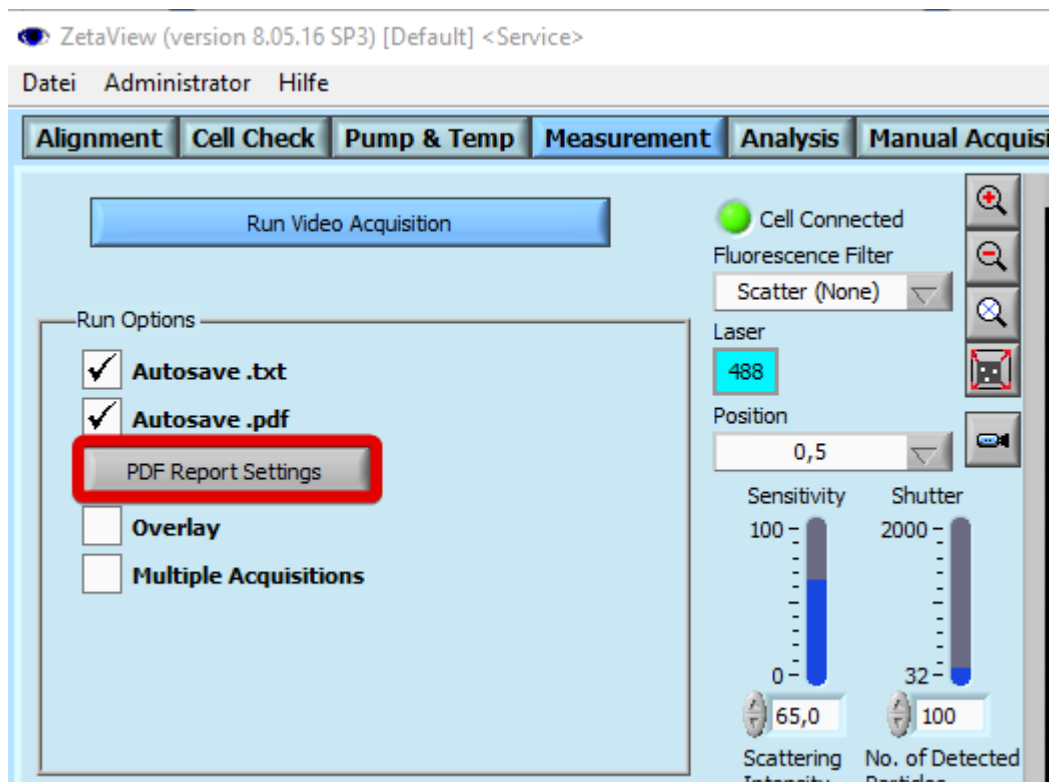 ZetaView (version 8.05.16 SP3) [Default] <Service>
Datei Administrator Hilfe
Alignment Cell Check Pump & Temp Measurement Analysis Manual Acquisi
Run Video Acquisition
Cell Connected
Fluorescence Filter
Scatter (None)
Run Options
Laser
Autosave .txt
488
Autosave .pdf
Position
0,5
PDF Report Settings
Sensitivity Shutter
Overlay
100 2000
Multiple Acquisitions
0 32
65,0 100
Scattering No. of Detected
Intensity Particles